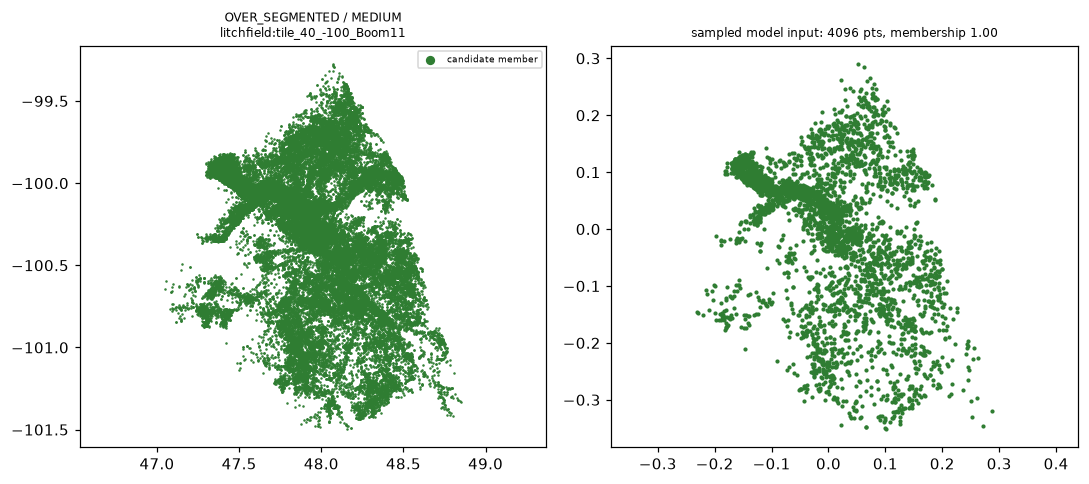 OVER_SEGMENTED / MEDIUM
litchfield:tile_40_-100_Boom11
candidate member
−99.5
−100.0
−100.5
−101.0
−101.5
47.0 47.5 48.0 48.5 49.0
sampled model input: 4096 pts, membership 1.00
0.3
0.2
0.1
0.0
−0.1
−0.2
−0.3
−0.3 −0.2 −0.1 0.0 0.1 0.2 0.3 0.4